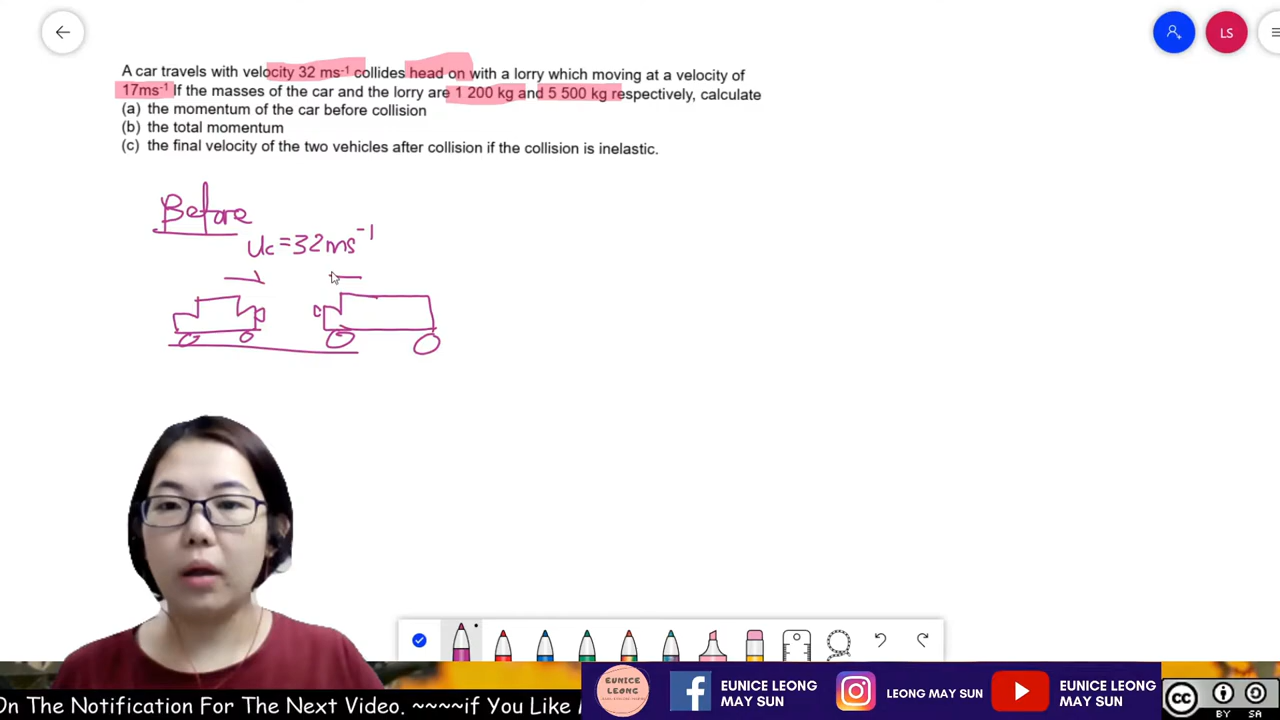 LS
A car travels with velocity 32 ms⁻¹ collides head on with a lorry which moving at a velocity of
17ms⁻¹ If the masses of the car and the lorry are 1 200 kg and 5 500 kg respectively, calculate
(a) the momentum of the car before collision
(b) the total momentum
(c) the final velocity of the two vehicles after collision if the collision is inelastic.
Before
Uc=32ms⁻¹
EUNICE LEONG
EUNICE LEONG MAY SUN
LEONG MAY SUN
EUNICE LEONG MAY SUN
cc
BY SA
On The Notification For The Next Video. ~~~~if You Like